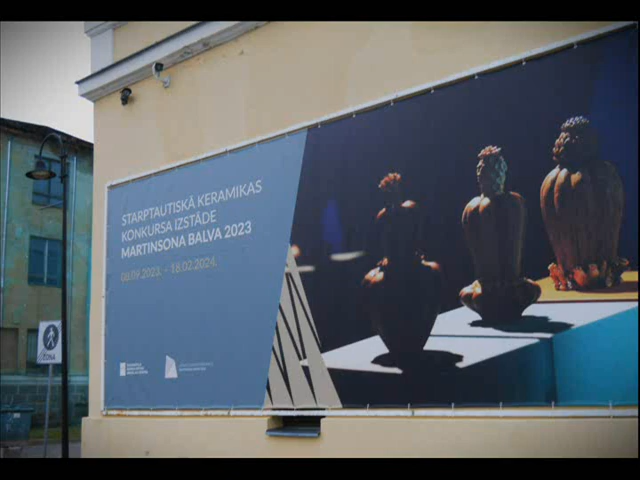 STARPTAUTISKĀ KERAMIKAS
KONKURSA IZSTĀDE
MARTINSONA BALVA 2023
08.09.2023. - 18.02.2024.
ZONA